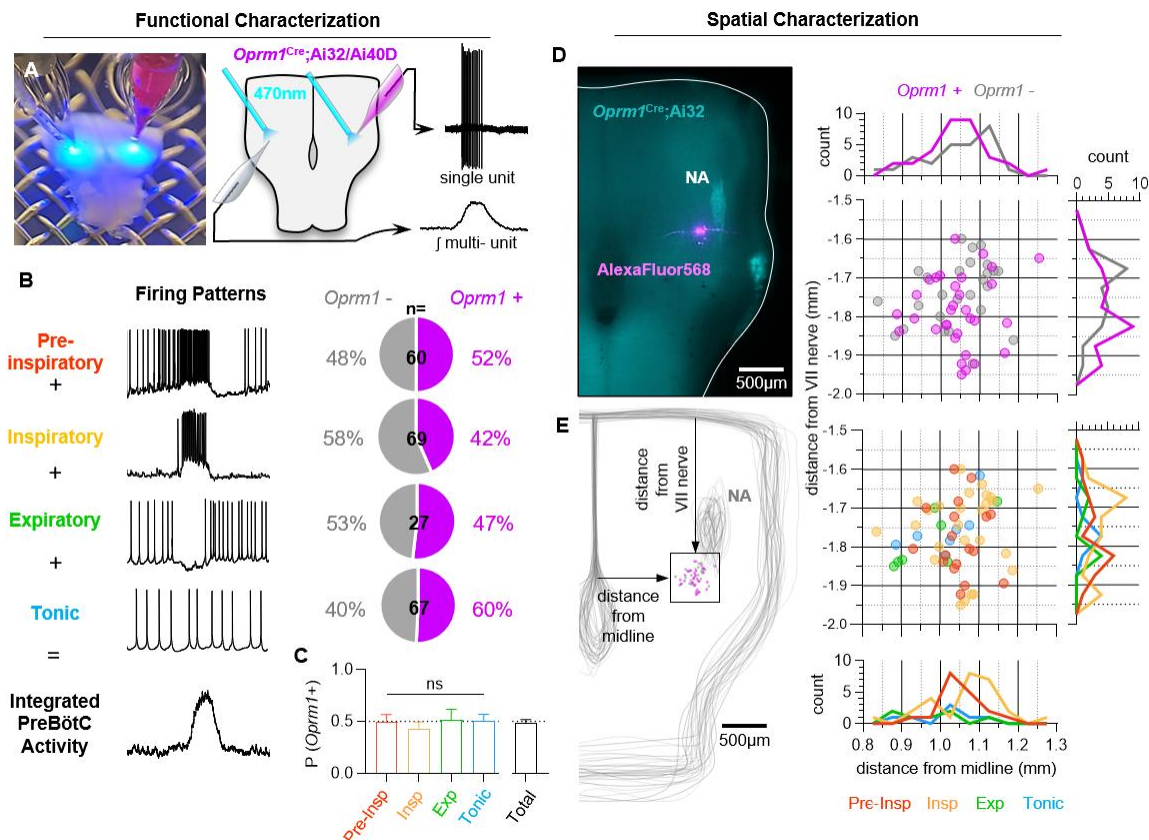 Functional Characterization
Spatial Characterization
A
Oprm1Cre;Ai32/Ai40D
470nm
single unit
∫ multi- unit
B
Firing Patterns
Oprm1 -
n=
Oprm1 +
Pre-
inspiratory
+
48%
60
52%
Inspiratory
+
58%
69
42%
Expiratory
+
53%
27
47%
Tonic
=
40%
67
60%
Integrated
PreBötC
Activity
C
P (Oprm1+)
1.0
0.5
0.0
ns
Pre-Insp
Insp
Exp
Tonic
Total
D
Oprm1Cre;Ai32
NA
AlexaFluor568
500µm
Oprm1 + Oprm1 -
count
10
5
0
count
0 5 10
distance from VII nerve (mm)
-1.5
-1.6
-1.7
-1.8
-1.9
-2.0
E
distance
from
VII nerve
NA
distance
from
midline
500µm
-1.5
-1.6
-1.7
-1.8
-1.9
-2.0
count
10
5
0
0.8 0.9 1.0 1.1 1.2 1.3
distance from midline (mm)
Pre-Insp Insp Exp Tonic